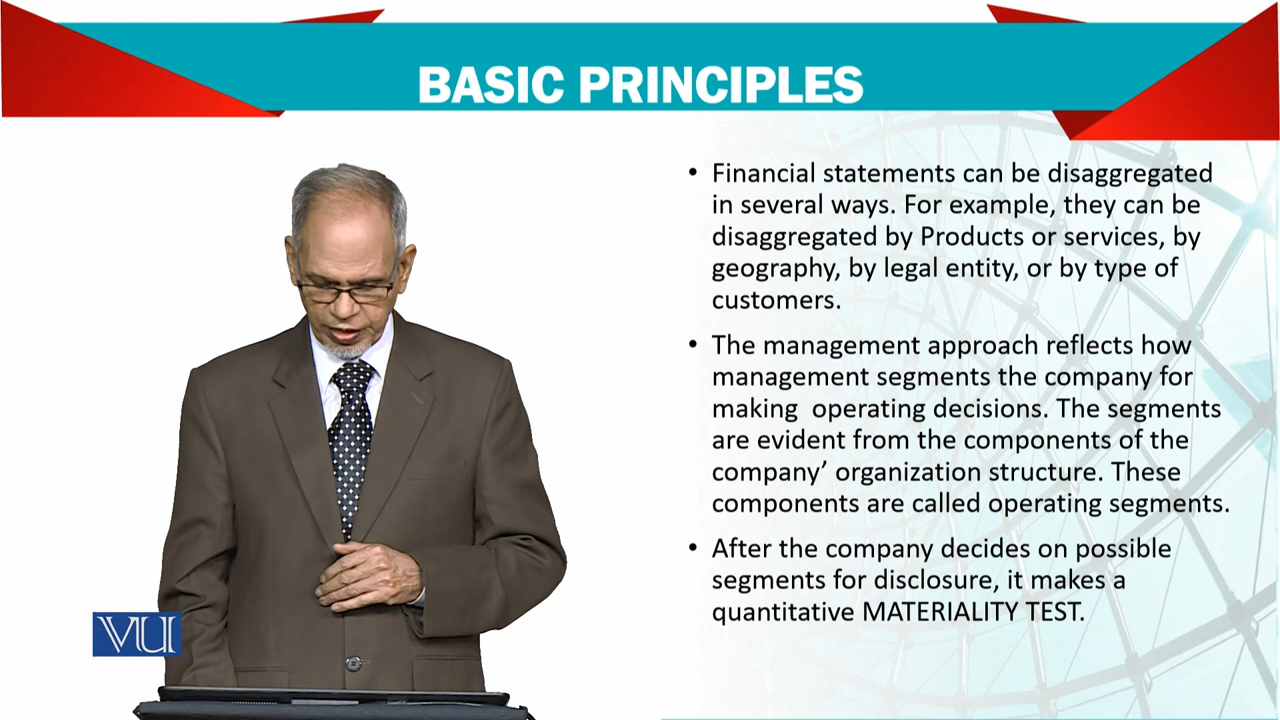 BASIC PRINCIPLES
• Financial statements can be disaggregated
in several ways. For example, they can be
disaggregated by Products or services, by
geography, by legal entity, or by type of
customers.
• The management approach reflects how
management segments the company for
making  operating decisions. The segments
are evident from the components of the
company’ organization structure. These
components are called operating segments.
• After the company decides on possible
segments for disclosure, it makes a
quantitative MATERIALITY TEST.
VU